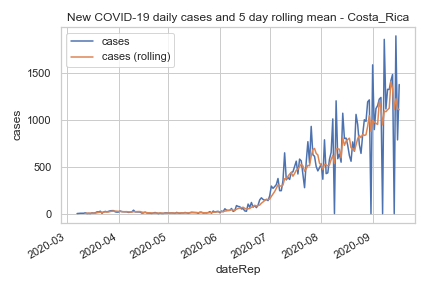 New COVID-19 daily cases and 5 day rolling mean - Costa_Rica
cases
cases (rolling)
1500
1000
500
0
cases
2020-03
2020-04
2020-05
2020-06
2020-07
2020-08
2020-09
dateRep